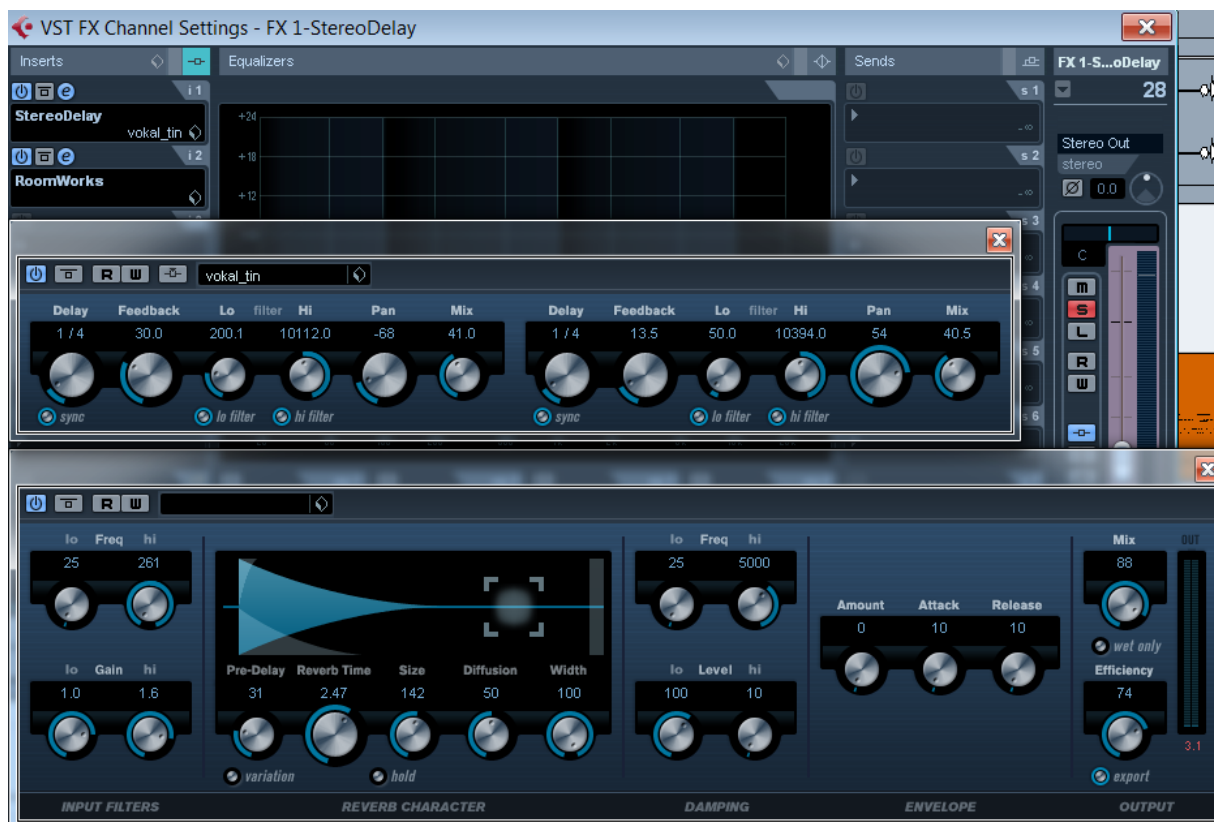 VST FX Channel Settings - FX 1-StereoDelay
Inserts Equalizers Sends FX 1-S...oDelay
e i 1 s 1 28
StereoDelay
vokal_tin
+24
-∞
Stereo Out
stereo
e i 2 s 2
+18
RoomWorks
-∞
0.0
+12
s 3
C
R W vokal_tin
s 4
m
S
L
R
W
s 5
s 6
Delay Feedback Lo filter Hi Pan Mix Delay Feedback Lo filter Hi Pan Mix
1 / 4 30.0 200.1 10112.0 -68 41.0 1 / 4 13.5 50.0 10394.0 54 40.5
sync lo filter hi filter sync lo filter hi filter
R W
lo Freq hi lo Freq hi Mix OUT
25 261 25 5000 88
Amount Attack Release
0 10 10
wet only
lo Gain hi Pre-Delay Reverb Time Size Diffusion Width lo Level hi Efficiency
1.0 1.6 31 2.47 142 50 100 100 10 74
3.1
variation hold export
INPUT FILTERS REVERB CHARACTER DAMPING ENVELOPE OUTPUT